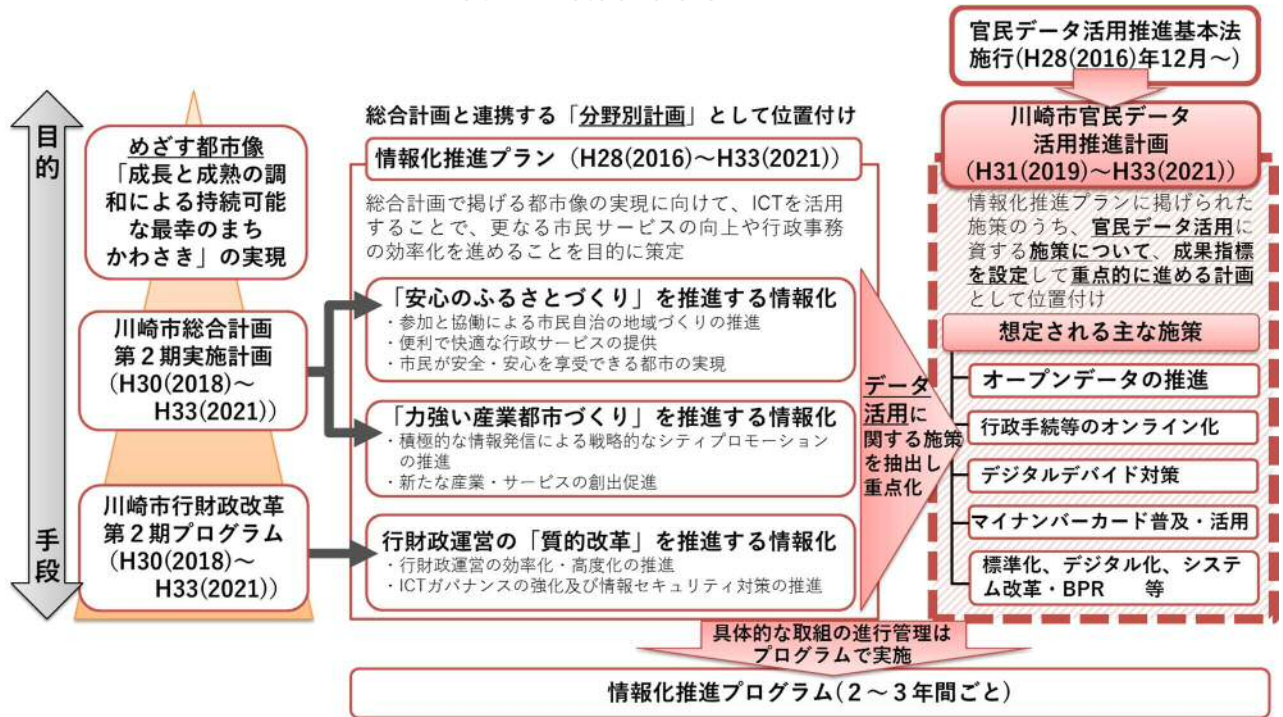 目的
手段
めざす都市像
「成長と成熟の調
和による持続可能
な最幸のまち
かわさき」の実現
川崎市総合計画
第2期実施計画
(H30(2018)～
H33(2021))
川崎市行財政改革
第2期プログラム
(H30(2018)～
H33(2021))
総合計画と連携する「分野別計画」として位置付け
情報化推進プラン（H28(2016)～H33(2021)）
総合計画で掲げる都市像の実現に向けて、ICTを活用
することで、更なる市民サービスの向上や行政事務
の効率化を進めることを目的に策定
「安心のふるさとづくり」を推進する情報化
・参加と協働による市民自治の地域づくりの推進
・便利で快適な行政サービスの提供
・市民が安全・安心を享受できる都市の実現
「力強い産業都市づくり」を推進する情報化
・積極的な情報発信による戦略的なシティプロモーション
の推進
・新たな産業・サービスの創出促進
行財政運営の「質的改革」を推進する情報化
・行財政運営の効率化・高度化の推進
・ICTガバナンスの強化及び情報セキュリティ対策の推進
データ
活用に
関する施策
を抽出し
重点化
官民データ活用推進基本法
施行(H28(2016)年12月～)
川崎市官民データ
活用推進計画
(H31(2019)～H33(2021))
情報化推進プランに掲げられた
施策のうち、官民データ活用に
資する施策について、成果指標
を設定して重点的に進める計画
として位置付け
想定される主な施策
オープンデータの推進
行政手続等のオンライン化
デジタルデバイド対策
マイナンバーカード普及・活用
標準化、デジタル化、システ
ム改革・BPR　等
具体的な取組の進行管理は
プログラムで実施
情報化推進プログラム(2～3年間ごと)